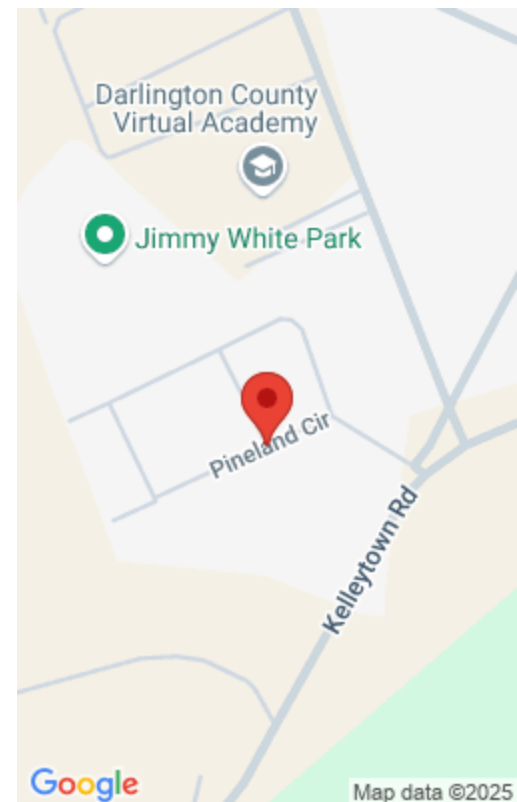 Darlington County
Virtual Academy
Jimmy White Park
Pineland Cir
Kelleytown Rd
Google
Map data ©2025